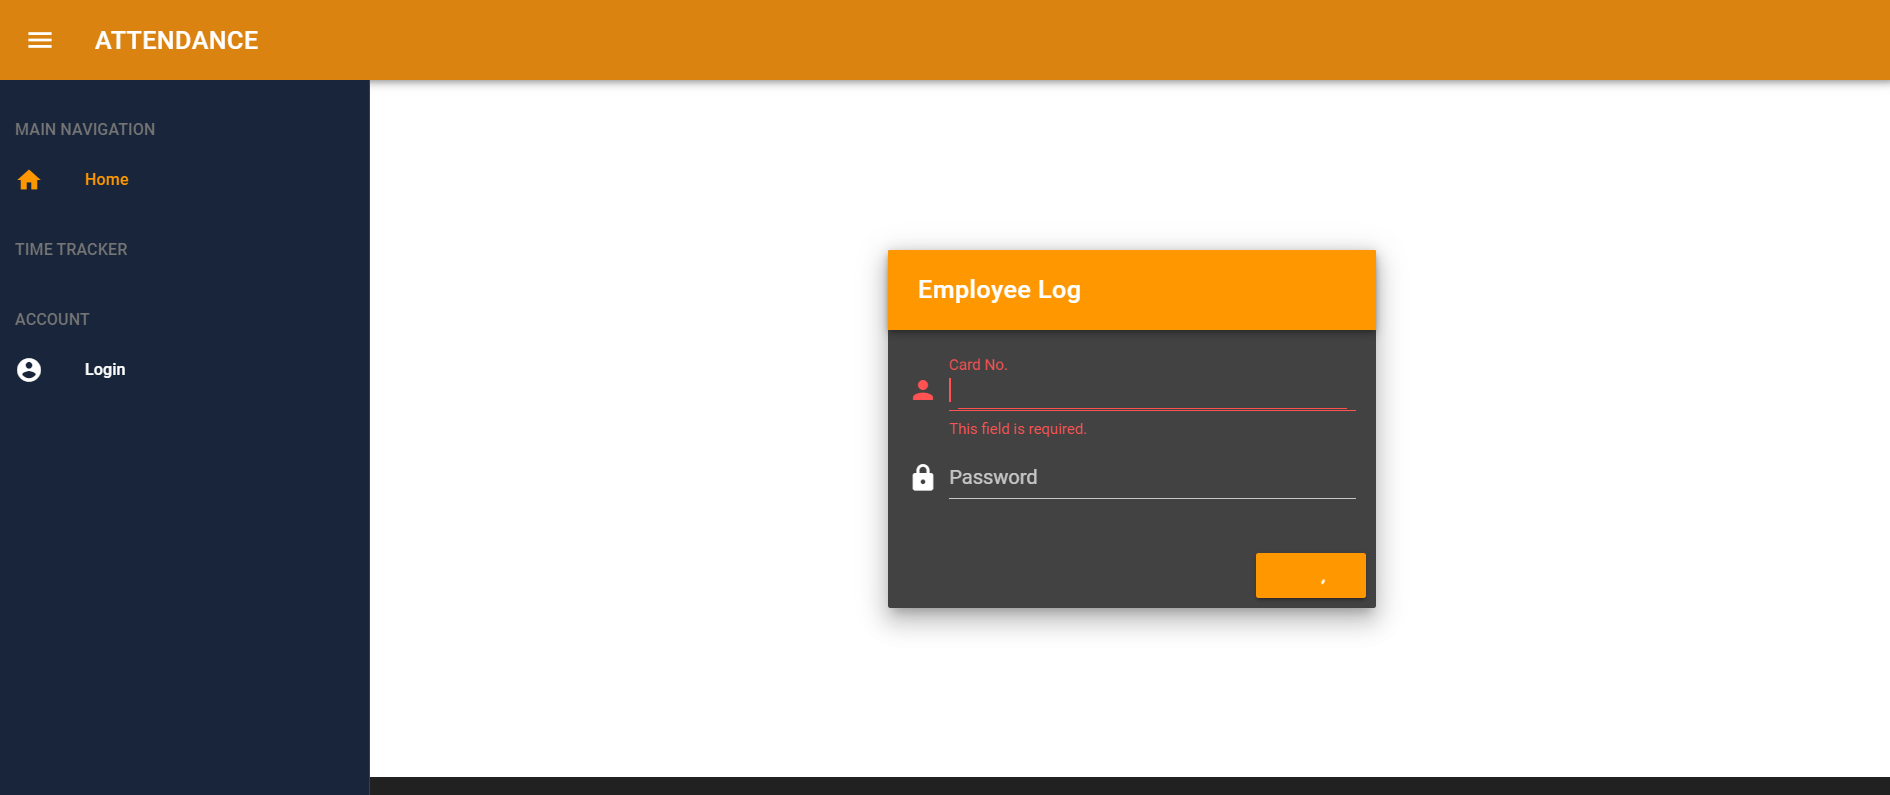 ATTENDANCE
MAIN NAVIGATION
Home
TIME TRACKER
ACCOUNT
Login
Employee Log
Card No.
This field is required.
Password